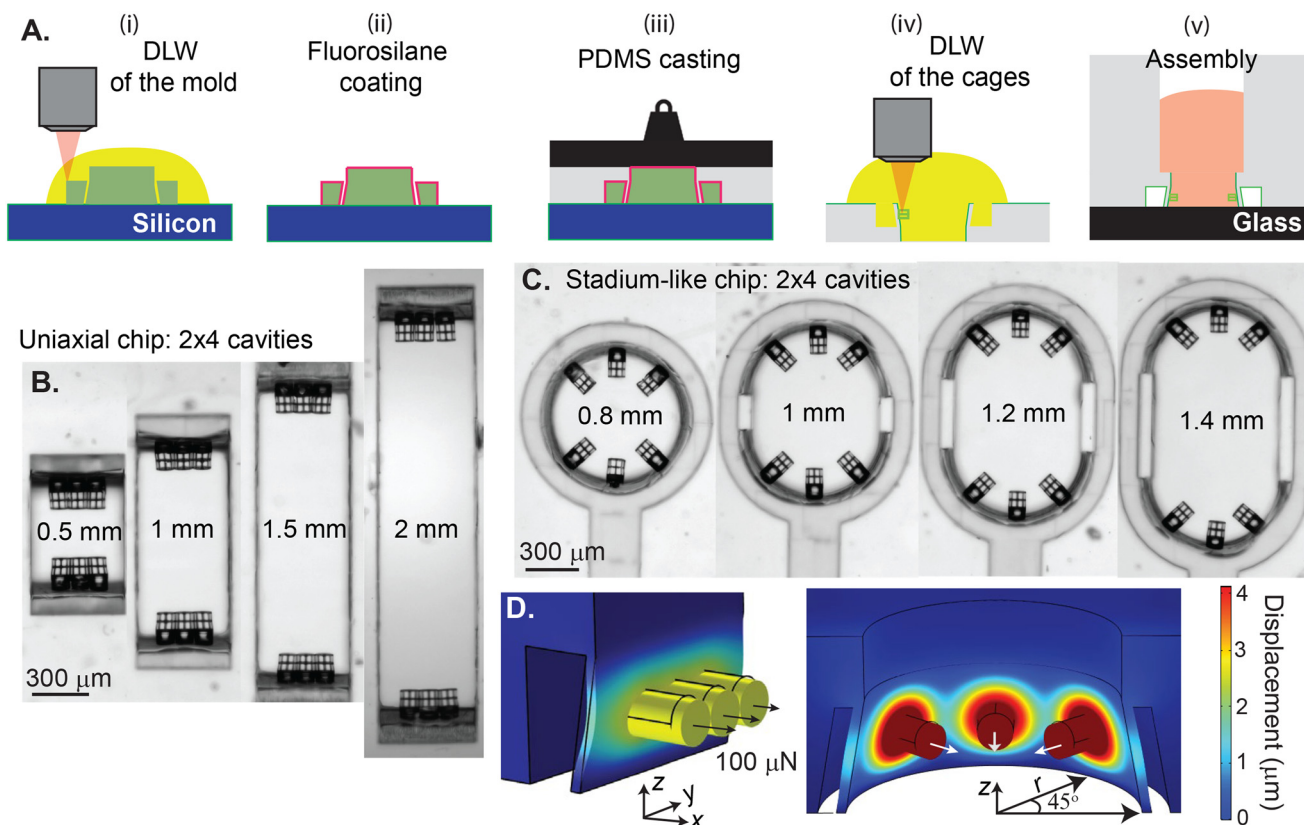 A.
(i)
DLW
of the mold
(ii)
Fluorosilane
coating
(iii)
PDMS casting
(iv)
DLW
of the cages
(v)
Assembly
Silicon
Glass
Uniaxial chip: 2x4 cavities
B.
0.5 mm
1 mm
1.5 mm
2 mm
300 μm
C. Stadium-like chip: 2x4 cavities
0.8 mm
1 mm
1.2 mm
1.4 mm
300 μm
D.
100 μN
z
y
x
z
r
45°
4
3
2
1
0
Displacement (μm)